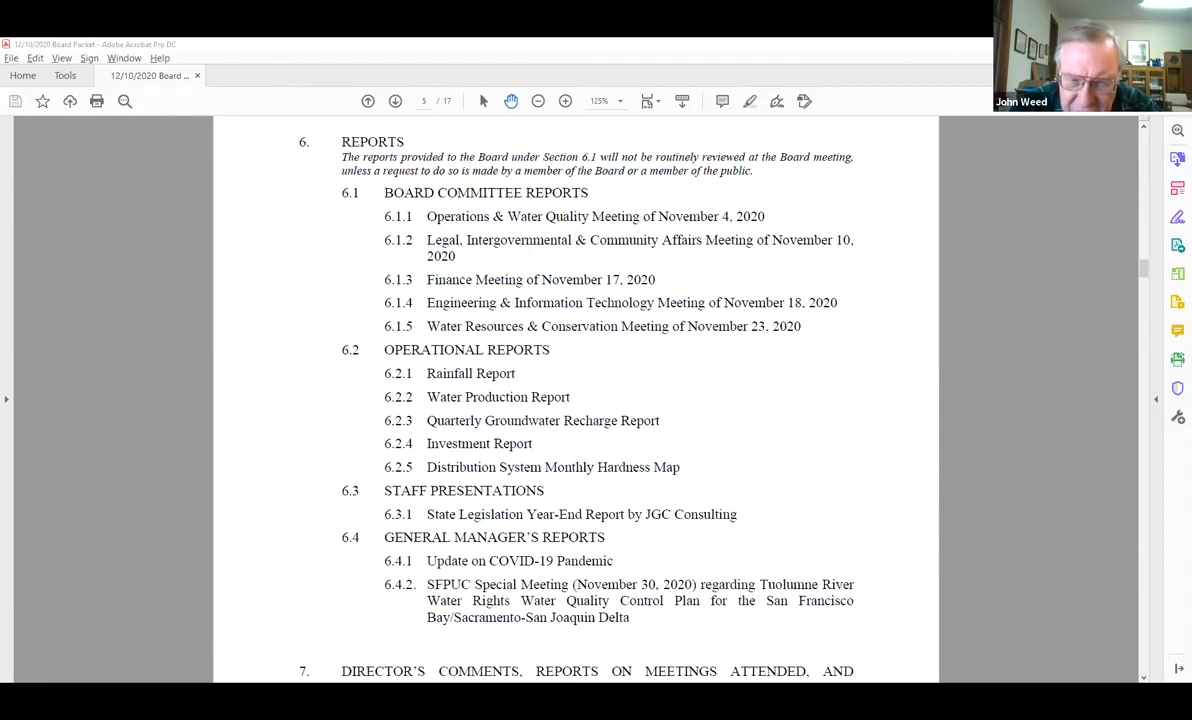 12/10/2020 Board Packet - Adobe Acrobat Pro DC
File Edit View Sign Window Help
Home Tools 12/10/2020 Board ... ×
5 / 17 125%
John Weed
6. REPORTS
The reports provided to the Board under Section 6.1 will not be routinely reviewed at the Board meeting,
unless a request to do so is made by a member of the Board or a member of the public.
6.1 BOARD COMMITTEE REPORTS
6.1.1 Operations & Water Quality Meeting of November 4, 2020
6.1.2 Legal, Intergovernmental & Community Affairs Meeting of November 10,
2020
6.1.3 Finance Meeting of November 17, 2020
6.1.4 Engineering & Information Technology Meeting of November 18, 2020
6.1.5 Water Resources & Conservation Meeting of November 23, 2020
6.2 OPERATIONAL REPORTS
6.2.1 Rainfall Report
6.2.2 Water Production Report
6.2.3 Quarterly Groundwater Recharge Report
6.2.4 Investment Report
6.2.5 Distribution System Monthly Hardness Map
6.3 STAFF PRESENTATIONS
6.3.1 State Legislation Year-End Report by JGC Consulting
6.4 GENERAL MANAGER'S REPORTS
6.4.1 Update on COVID-19 Pandemic
6.4.2. SFPUC Special Meeting (November 30, 2020) regarding Tuolumne River
Water Rights Water Quality Control Plan for the San Francisco
Bay/Sacramento-San Joaquin Delta
7. DIRECTOR'S COMMENTS, REPORTS ON MEETINGS ATTENDED, AND